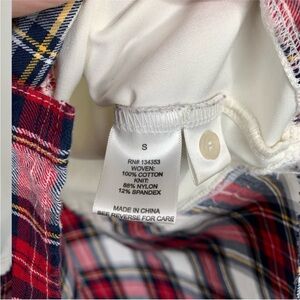 S
RN# 134353
WOVEN:
100% COTTON
KNIT:
88% NYLON
12% SPANDEX
MADE IN CHINA
SEE REVERSE FOR CARE